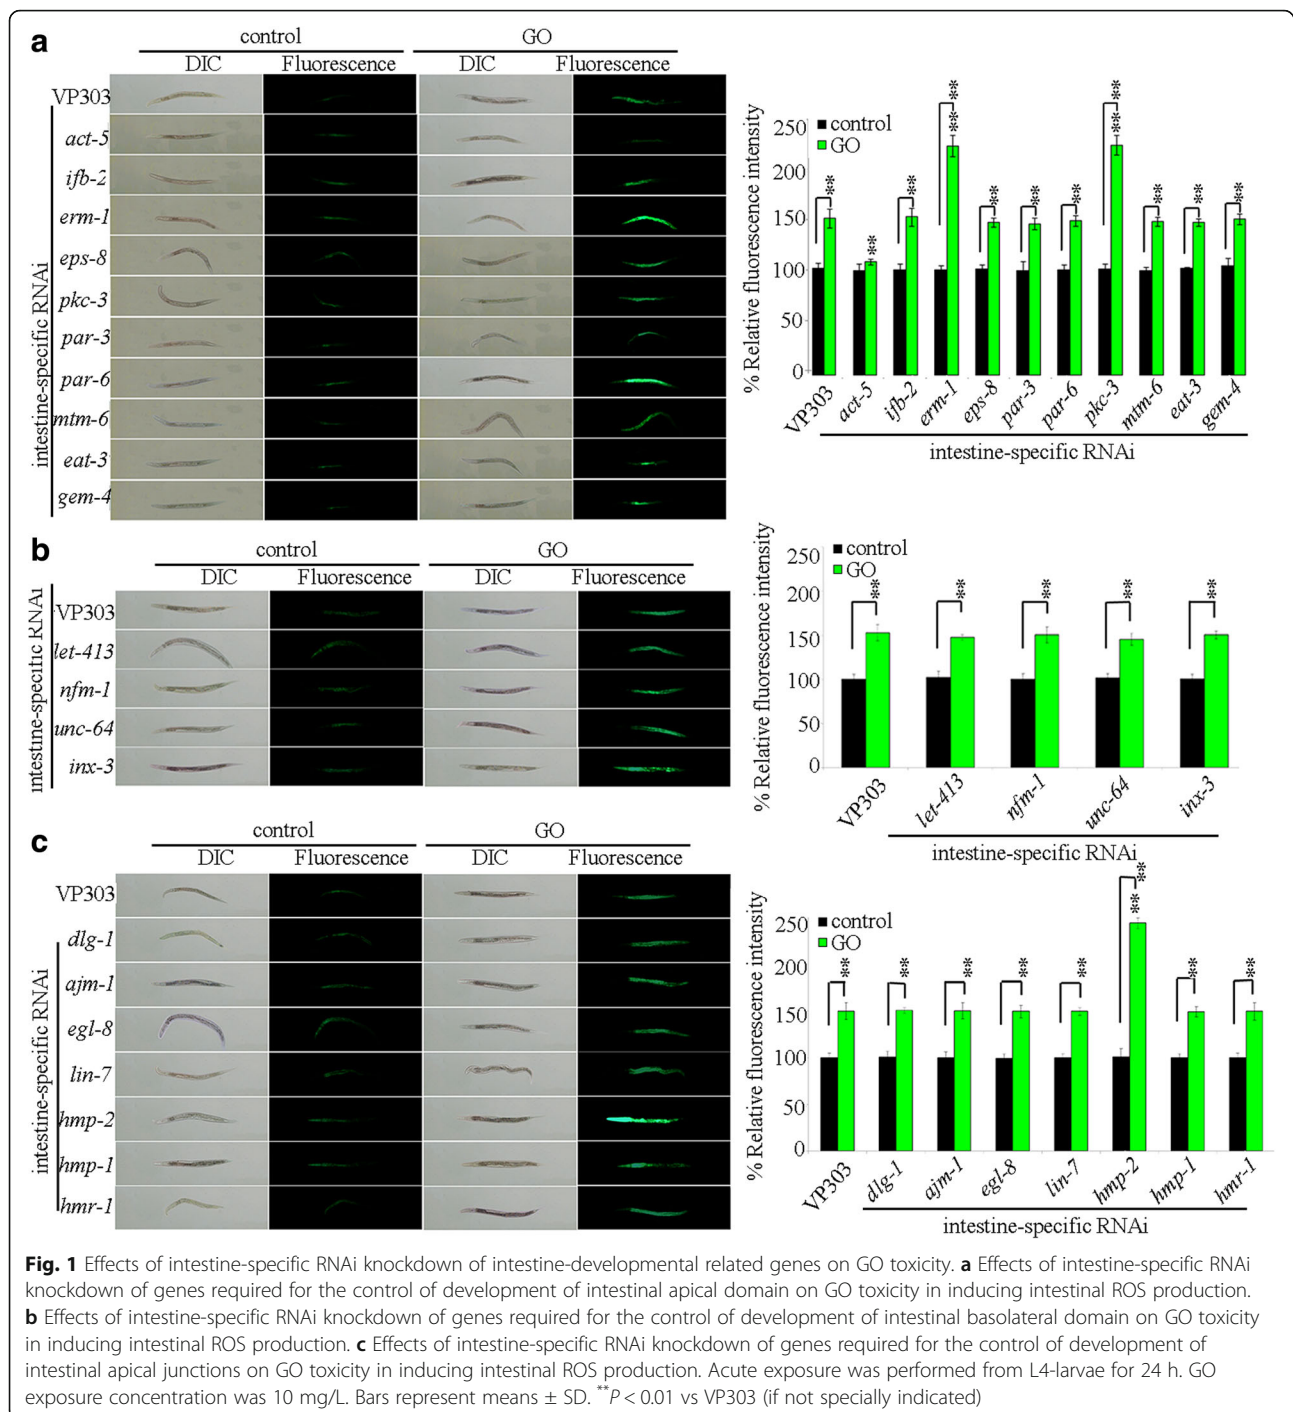 a
control GO
DIC Fluorescence DIC Fluorescence
VP303
act-5
ifb-2
erm-1
eps-8
pkc-3
par-3
par-6
mtm-6
eat-3
gem-4
intestine-specific RNAi
% Relative fluorescence intensity
250
200
150
100
50
0
control
GO
** ** ** ** ** ** ** ** ** ** ** ** **
VP303 act-5 ifb-2 erm-1 eps-8 par-3 par-6 pkc-3 mtm-6 eat-3 gem-4
intestine-specific RNAi
b
control GO
DIC Fluorescence DIC Fluorescence
VP303
let-413
nfm-1
unc-64
inx-3
intestine-specific RNAi
% Relative fluorescence intensity
250
200
150
100
50
0
control
GO
** ** ** ** **
VP303 let-413 nfm-1 unc-64 inx-3
intestine-specific RNAi
c
control GO
DIC Fluorescence DIC Fluorescence
VP303
dlg-1
ajm-1
egl-8
lin-7
hmp-2
hmp-1
hmr-1
intestine-specific RNAi
% Relative fluorescence intensity
250
200
150
100
50
0
control
GO
** ** ** ** ** ** ** ** **
VP303 dlg-1 ajm-1 egl-8 lin-7 hmp-2 hmp-1 hmr-1
intestine-specific RNAi
Fig. 1 Effects of intestine-specific RNAi knockdown of intestine-developmental related genes on GO toxicity. a Effects of intestine-specific RNAi
knockdown of genes required for the control of development of intestinal apical domain on GO toxicity in inducing intestinal ROS production.
b Effects of intestine-specific RNAi knockdown of genes required for the control of development of intestinal basolateral domain on GO toxicity
in inducing intestinal ROS production. c Effects of intestine-specific RNAi knockdown of genes required for the control of development of
intestinal apical junctions on GO toxicity in inducing intestinal ROS production. Acute exposure was performed from L4-larvae for 24 h. GO
exposure concentration was 10 mg/L. Bars represent means ± SD. **P < 0.01 vs VP303 (if not specially indicated)